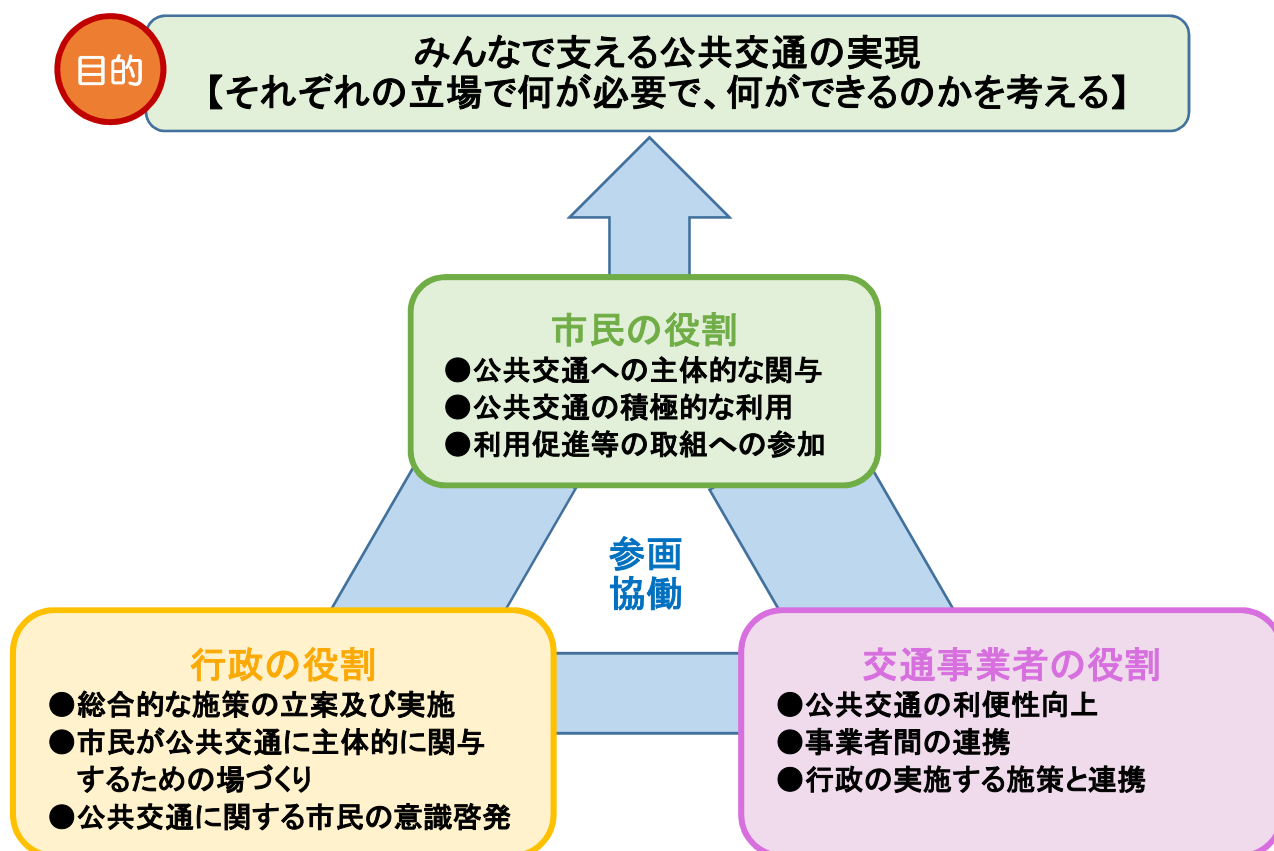 目的
みんなで支える公共交通の実現
【それぞれの立場で何が必要で、何ができるのかを考える】
市民の役割
●公共交通への主体的な関与
●公共交通の積極的な利用
●利用促進等の取組への参加
参画
協働
行政の役割
●総合的な施策の立案及び実施
●市民が公共交通に主体的に関与
するための場づくり
●公共交通に関する市民の意識啓発
交通事業者の役割
●公共交通の利便性向上
●事業者間の連携
●行政の実施する施策と連携